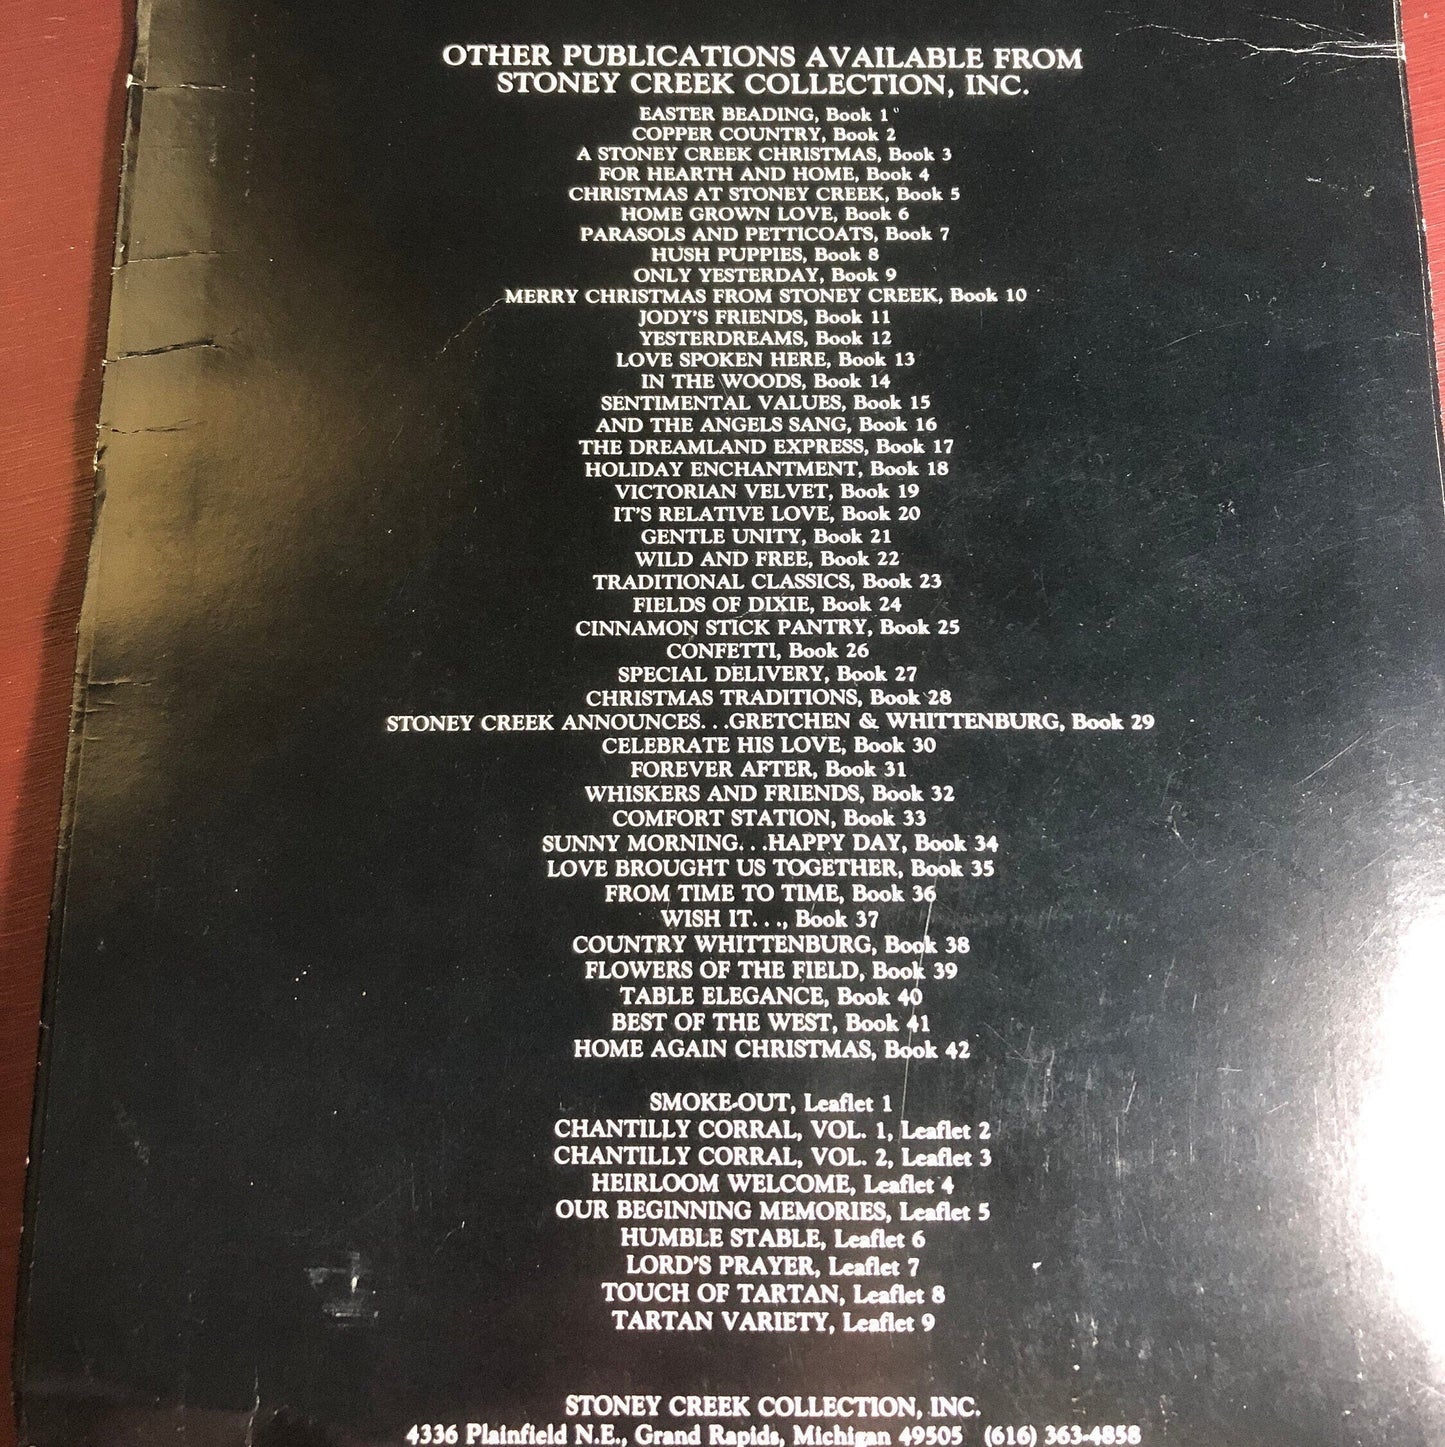 OTHER PUBLICATIONS AVAILABLE FROM
STONEY CREEK COLLECTION, INC.
EASTER BEADING, Book 1
COPPER COUNTRY, Book 2
A STONEY CREEK CHRISTMAS, Book 3
FOR HEARTH AND HOME, Book 4
CHRISTMAS AT STONEY CREEK, Book 5
HOME GROWN LOVE, Book 6
PARASOLS AND PETTICOATS, Book 7
HUSH PUPPIES, Book 8
ONLY YESTERDAY, Book 9
MERRY CHRISTMAS FROM STONEY CREEK, Book 10
JODY'S FRIENDS, Book 11
YESTERDREAMS, Book 12
LOVE SPOKEN HERE, Book 13
IN THE WOODS, Book 14
SENTIMENTAL VALUES, Book 15
AND THE ANGELS SANG, Book 16
THE DREAMLAND EXPRESS, Book 17
HOLIDAY ENCHANTMENT, Book 18
VICTORIAN VELVET, Book 19
IT'S RELATIVE LOVE, Book 20
GENTLE UNITY, Book 21
WILD AND FREE, Book 22
TRADITIONAL CLASSICS, Book 23
FIELDS OF DIXIE, Book 24
CINNAMON STICK PANTRY, Book 25
CONFETTI, Book 26
SPECIAL DELIVERY, Book 27
CHRISTMAS TRADITIONS, Book 28
STONEY CREEK ANNOUNCES. . .GRETCHEN & WHITTENBURG, Book 29
CELEBRATE HIS LOVE, Book 30
FOREVER AFTER, Book 31
WHISKERS AND FRIENDS, Book 32
COMFORT STATION, Book 33
SUNNY MORNING. . .HAPPY DAY, Book 34
LOVE BROUGHT US TOGETHER, Book 35
FROM TIME TO TIME, Book 36
WISH IT. . ., Book 37
COUNTRY WHITTENBURG, Book 38
FLOWERS OF THE FIELD, Book 39
TABLE ELEGANCE, Book 40
BEST OF THE WEST, Book 41
HOME AGAIN CHRISTMAS, Book 42
SMOKE-OUT, Leaflet 1
CHANTILLY CORRAL, VOL. 1, Leaflet 2
CHANTILLY CORRAL, VOL. 2, Leaflet 3
HEIRLOOM WELCOME, Leaflet 4
OUR BEGINNING MEMORIES, Leaflet 5
HUMBLE STABLE, Leaflet 6
LORD'S PRAYER, Leaflet 7
TOUCH OF TARTAN, Leaflet 8
TARTAN VARIETY, Leaflet 9
STONEY CREEK COLLECTION, INC.
4336 Plainfield N.E., Grand Rapids, Michigan 49505 (616) 363-4858